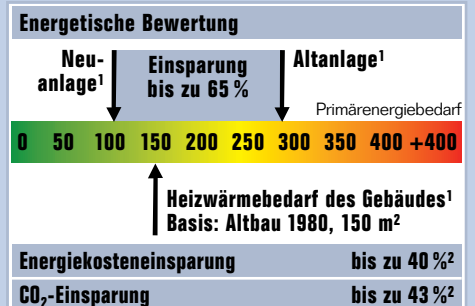 Energetische Bewertung
Neu-
anlage¹
Einsparung
bis zu 65 %
Altanlage¹
Primärenergiebedarf
0 50 100 150 200 250 300 350 400 +400
Heizwärmebedarf des Gebäudes¹
Basis: Altbau 1980, 150 m²
Energiekosteneinsparung bis zu 40 %²
CO₂-Einsparung bis zu 43 %²